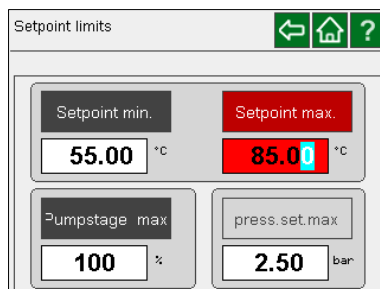 Setpoint limits ?
Setpoint min. Setpoint max.
55.00 °C 85.00 °C
Pumpstage max press.set.max
100 % 2.50 bar